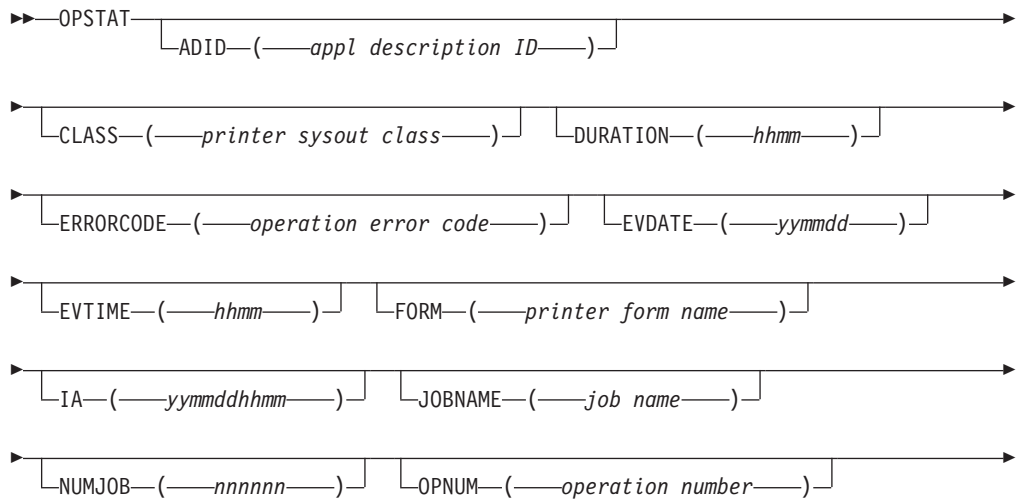 OPSTAT
ADID ( appl description ID )
CLASS ( printer sysout class ) DURATION ( hhmm )
ERRORCODE ( operation error code ) EVDATE ( yymmdd )
EVTIME ( hhmm ) FORM ( printer form name )
IA ( yymmddhhmm ) JOBNAME ( job name )
NUMJOB ( nnnnnn ) OPNUM ( operation number )